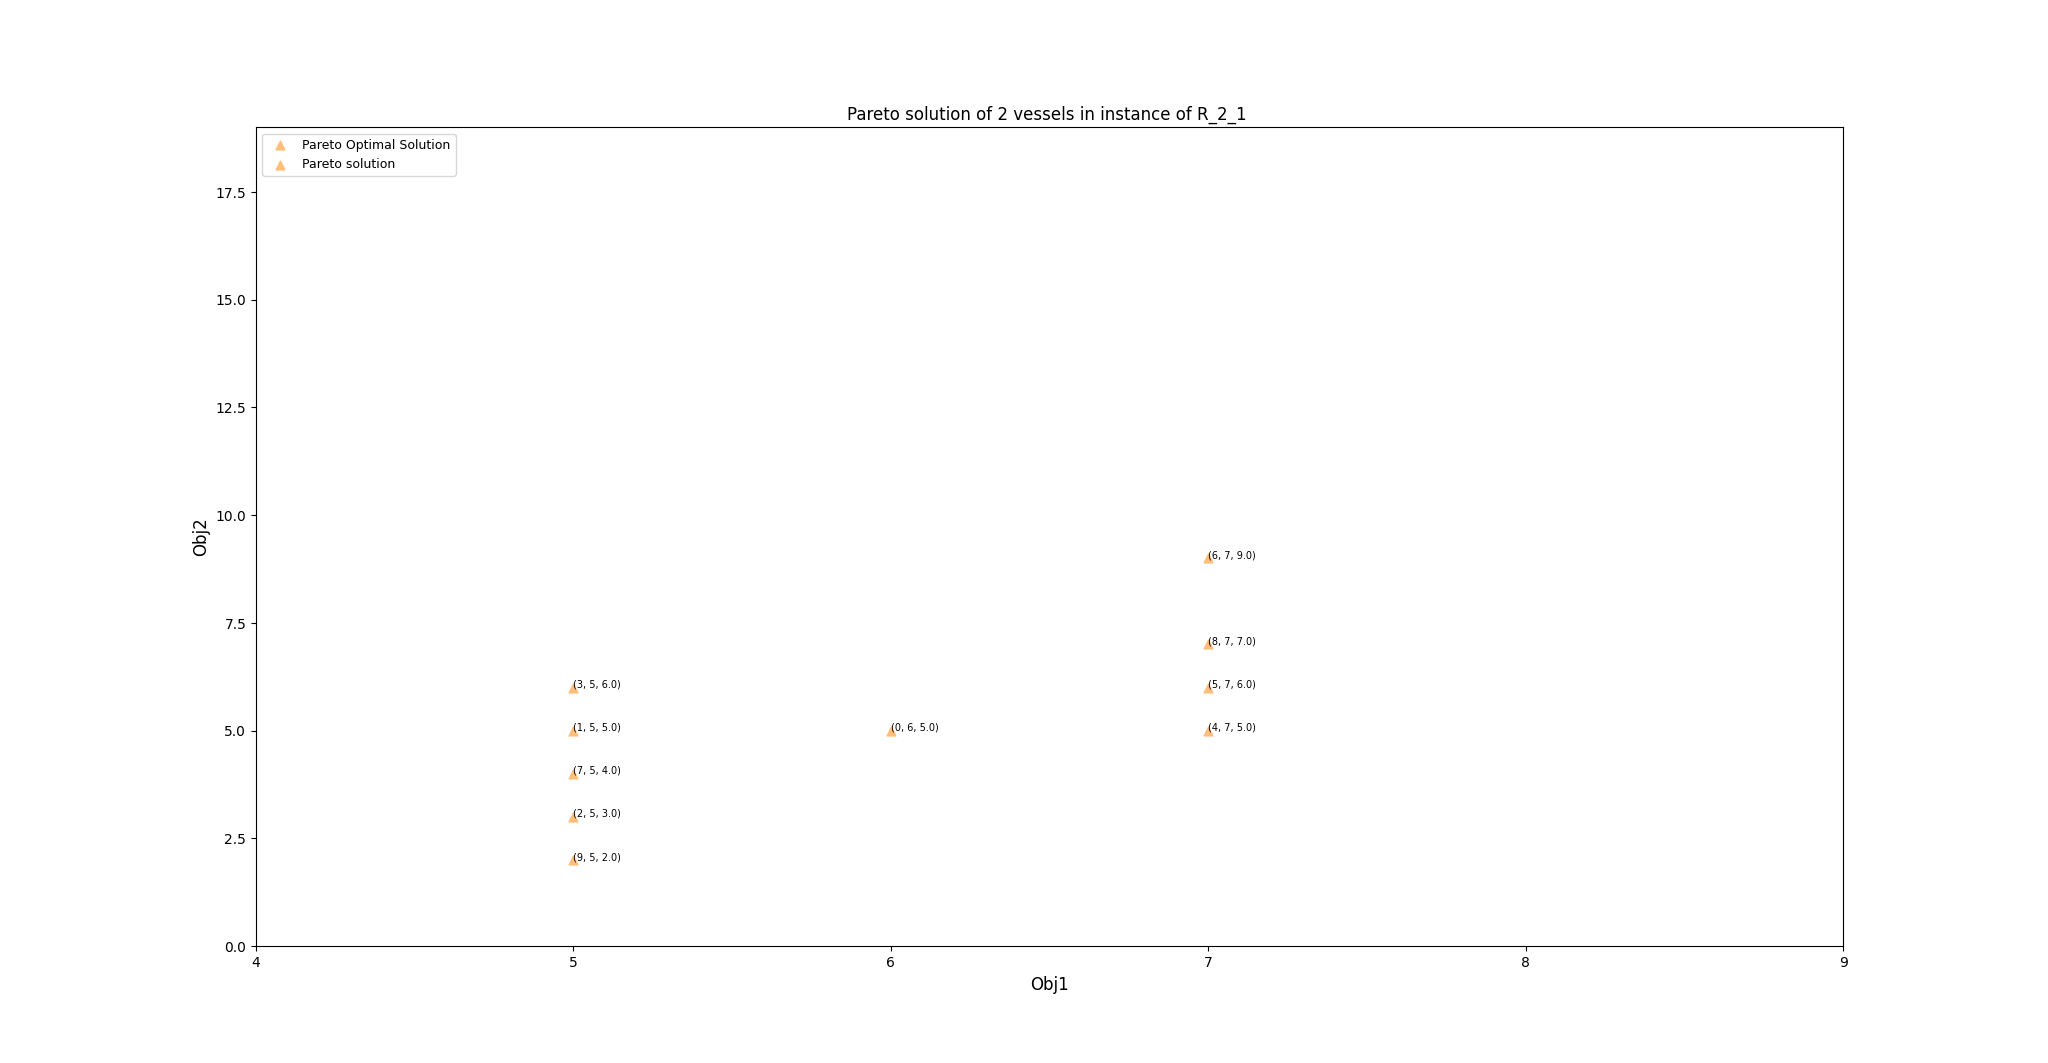 Pareto solution of 2 vessels in instance of R_2_1
Pareto Optimal Solution
Pareto solution
17.5
15.0
12.5
10.0
7.5
5.0
2.5
0.0
Obj2
(6, 7, 9.0)
(8, 7, 7.0)
(3, 5, 6.0)
(5, 7, 6.0)
(1, 5, 5.0)
(0, 6, 5.0)
(4, 7, 5.0)
(7, 5, 4.0)
(2, 5, 3.0)
(9, 5, 2.0)
4 5 6 7 8 9
Obj1